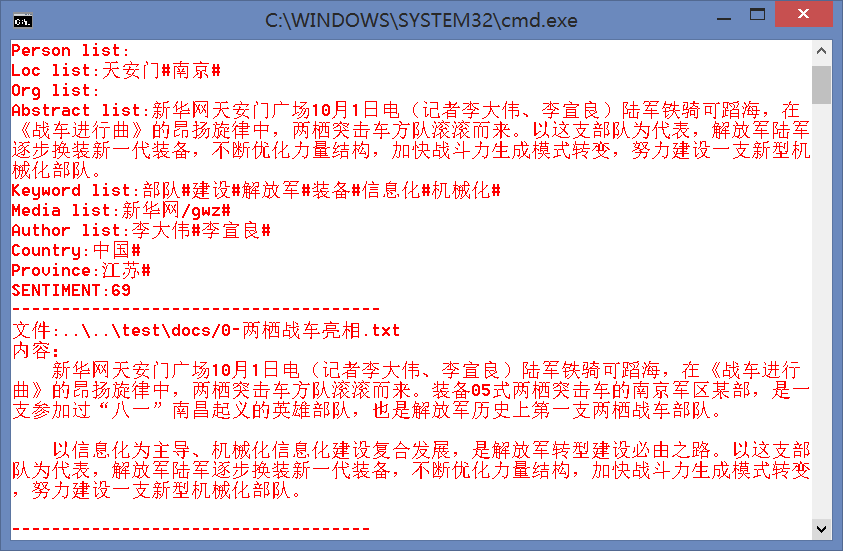 C:\WINDOWS\SYSTEM32\cmd.exe
Person list:
Loc list:天安门#南京#
Org list:
Abstract list:新华网天安门广场10月1日电（记者李大伟、李宣良）陆军铁骑可蹈海，在
《战车进行曲》的昂扬旋律中，两栖突击车方队滚滚而来。以这支部队为代表，解放军陆军
逐步换装新一代装备，不断优化力量结构，加快战斗力生成模式转变，努力建设一支新型机
械化部队。
Keyword list:部队#建设#解放军#装备#信息化#机械化#
Media list:新华网/gwz#
Author list:李大伟#李宣良#
Country:中国#
Province:江苏#
SENTIMENT:69
-------------------------------------
文件:..\..\test\docs/0-两栖战车亮相.txt
内容:
　　新华网天安门广场10月1日电（记者李大伟、李宣良）陆军铁骑可蹈海，在《战车进行
曲》的昂扬旋律中，两栖突击车方队滚滚而来。装备05式两栖突击车的南京军区某部，是一
支参加过“八一”南昌起义的英雄部队，也是解放军历史上第一支两栖战车部队。
　　以信息化为主导、机械化信息化建设复合发展，是解放军转型建设必由之路。以这支部
队为代表，解放军陆军逐步换装新一代装备，不断优化力量结构，加快战斗力生成模式转变
，努力建设一支新型机械化部队。
------------------------------------